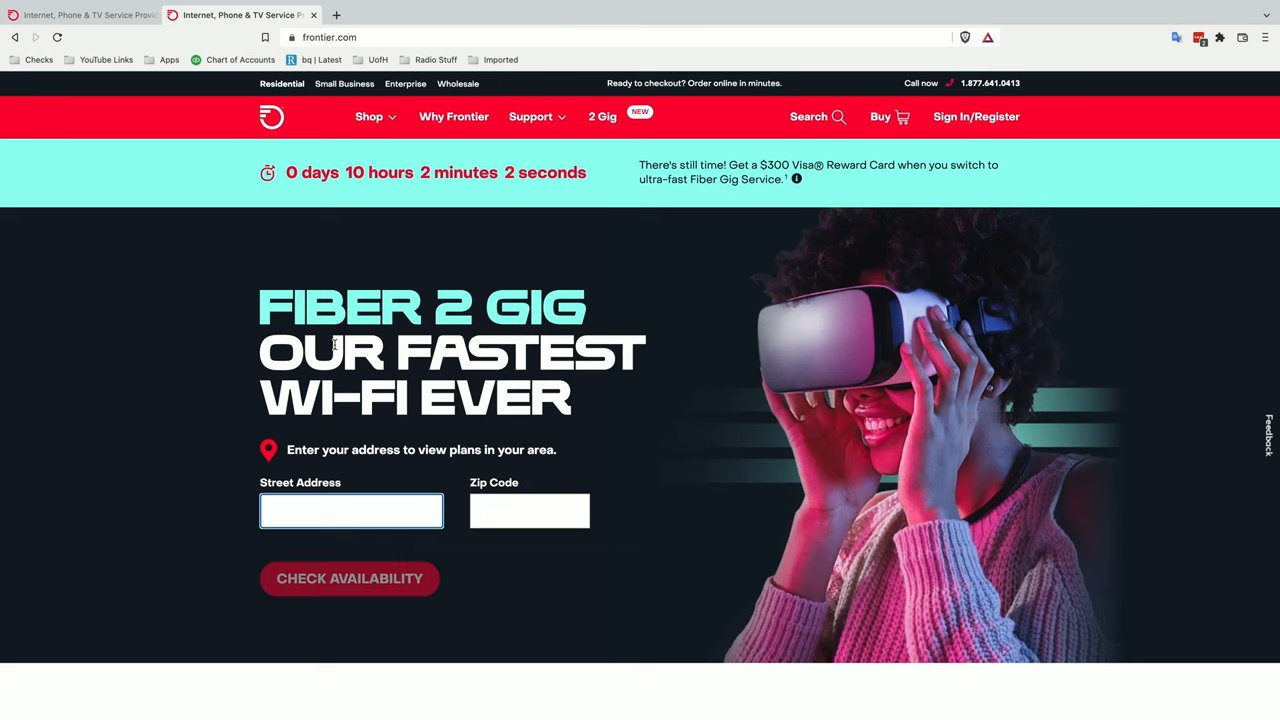 Internet, Phone & TV Service Provi
Internet, Phone & TV Service P
frontier.com
2
Checks
YouTube Links
Apps
Chart of Accounts
bq | Latest
UofH
Radio Stuff
Imported
Residential
Small Business
Enterprise
Wholesale
Ready to checkout? Order online in minutes.
Call now
1.877.641.0413
Shop
Why Frontier
Support
2 Gig
NEW
Search
Buy
Sign In/Register
0 days 10 hours 2 minutes 2 seconds
There's still time! Get a $300 Visa® Reward Card when you switch to
ultra-fast Fiber Gig Service. ¹
FIBER 2 GIG
OUR FASTEST
WI-FI EVER
Enter your address to view plans in your area.
Street Address
Zip Code
CHECK AVAILABILITY
Feedback